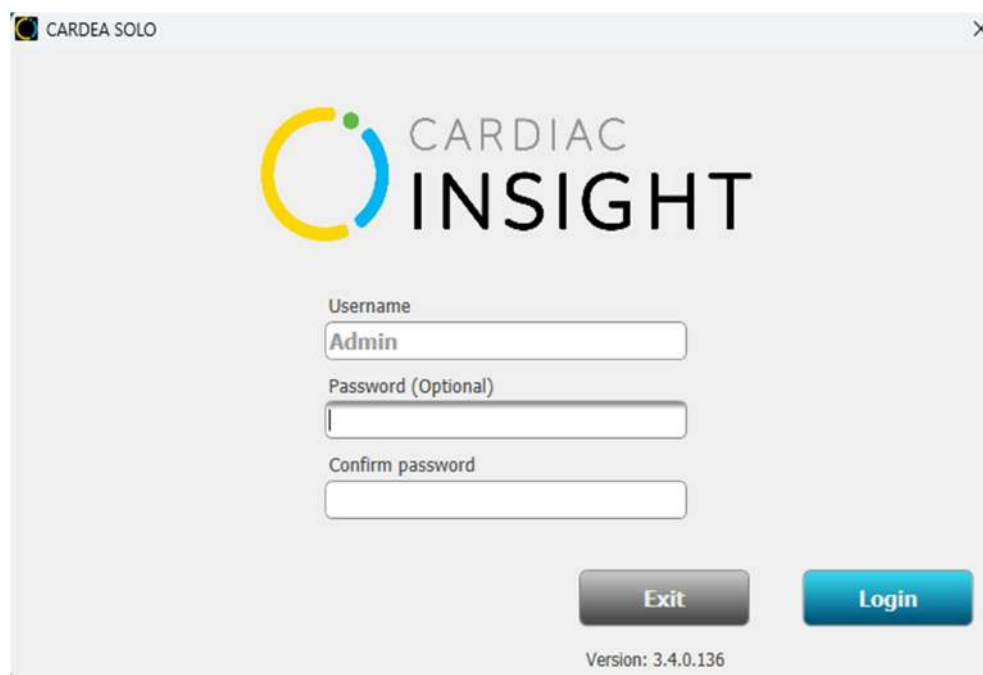 CARDEA SOLO
CARDIAC
INSIGHT
Username
Admin
Password (Optional)
Confirm password
Exit
Login
Version: 3.4.0.136